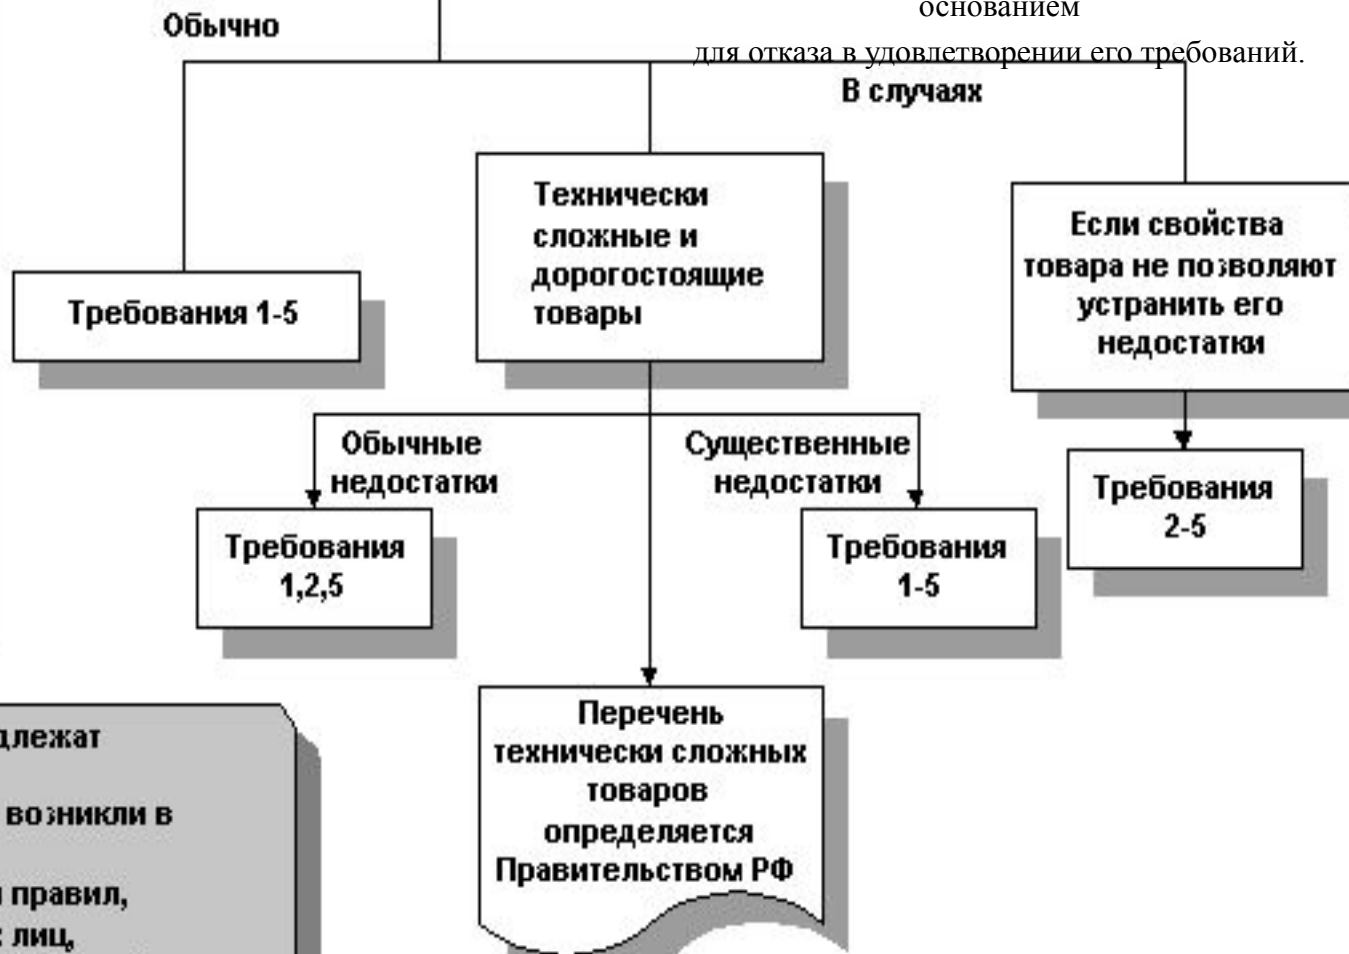 основанием
Обычно
для отказа в удовлетворении его требований.
В случаях
Технически
сложные и
дорогостоящие
товары
Если свойства
товара не позволяют
устранить его
недостатки
Требования 1-5
Обычные
недостатки
Существенные
недостатки
Требования
2-5
Требования
1,2,5
Требования
1-5
Перечень
технически сложных
товаров
определяется
Правительством РФ
длежат
возникли в
правил,
лиц,